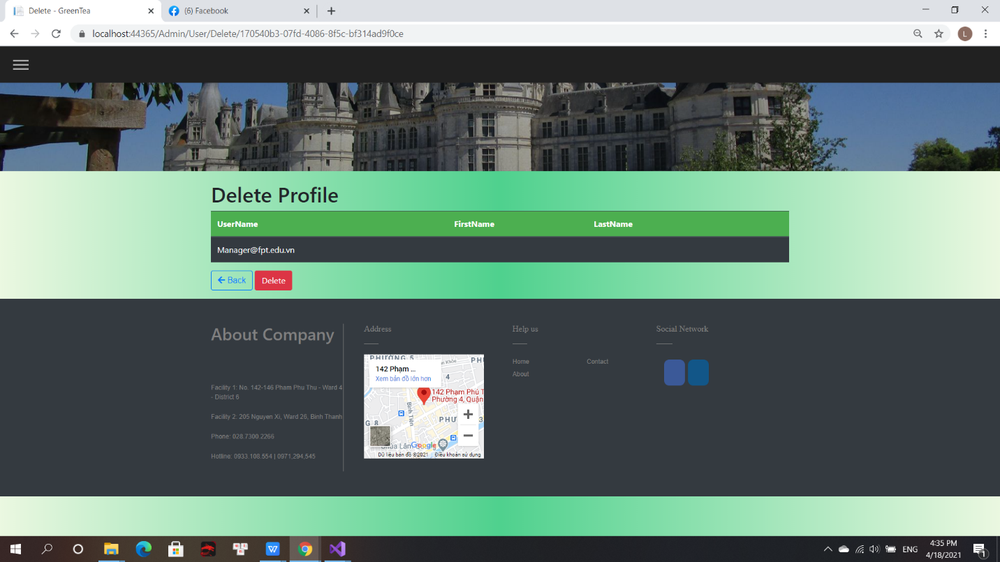 Delete - GreenTea
(6) Facebook
localhost:44365/Admin/User/Delete/170540b3-07fd-4086-8f5c-bf314ad9f0ce
L
Delete Profile
UserName FirstName LastName
Manager@fpt.edu.vn
Back Delete
About Company
Facility 1: No. 142-146 Pham Phu Thu - Ward 4
- District 6
Facility 2: 205 Nguyen Xi, Ward 26, Binh Thanh
Phone: 028.7300.2266
Hotline: 0933.108.554 | 0971.294.545
Address
PHƯỜNG 5
142 Phạm ...
Xem bản đồ lớn hơn
4
142 Phạm Phú T
Phường 4, Quận
Bình Tiên
PHƯ
3
G 8
Google
Dữ liệu bản đồ ©2021 Điều khoản sử dụng
Help us
Home Contact
About
Social Network
ENG
4:35 PM
4/18/2021
1